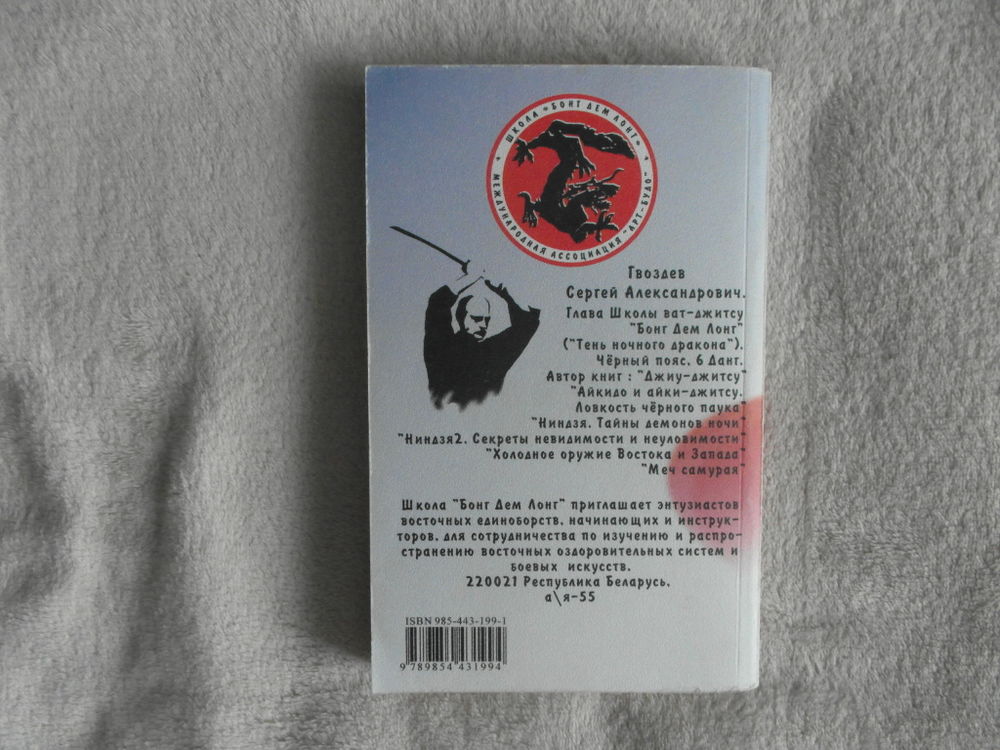 ШКОЛА «БОНГ ДЕМ ЛОНГ»
МЕЖДУНАРОДНАЯ АССОЦИАЦИЯ "АРТ-БУДО"
Гвоздев
Сергей Александрович.
Глава Школы ват-джитсу
"Бонг Дем Лонг"
("Тень ночного дракона").
Чёрный пояс, 6 Данг.
Автор книг : "Джиу-джитсу"
"Айкидо и айки-джитсу.
Ловкость чёрного паука"
"Ниндзя. Тайны демонов ночи"
"Ниндзя2. Секреты невидимости и неуловимости"
"Холодное оружие Востока и Запада"
"Меч самурая"
Школа "Бонг Дем Лонг" приглашает энтузиастов
восточных единоборств, начинающих и инструк-
торов, для сотрудничества по изучению и распро-
странению восточных оздоровительных систем и
боевых искусств.
220021 Республика Беларусь,
а\я-55
ISBN 985-443-199-1
9 789854 431994